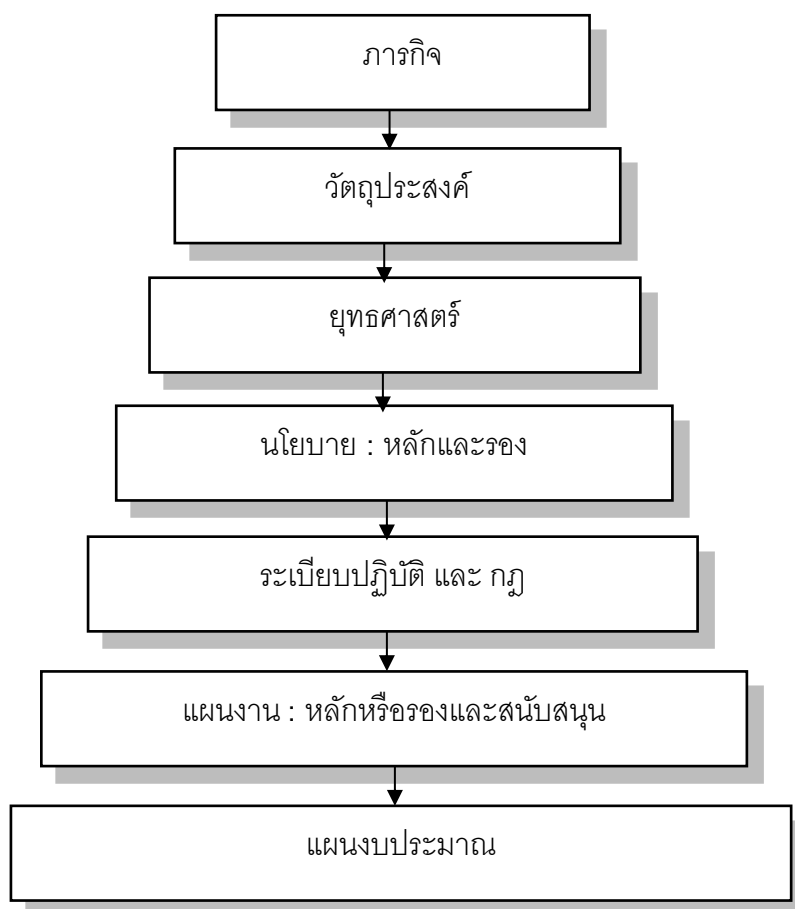 ภารกิจ
วัตถุประสงค์
ยุทธศาสตร์
นโยบาย : หลักและรอง
ระเบียบปฏิบัติ และ กฎ
แผนงาน : หลักหรือรองและสนับสนุน
แผนงบประมาณ